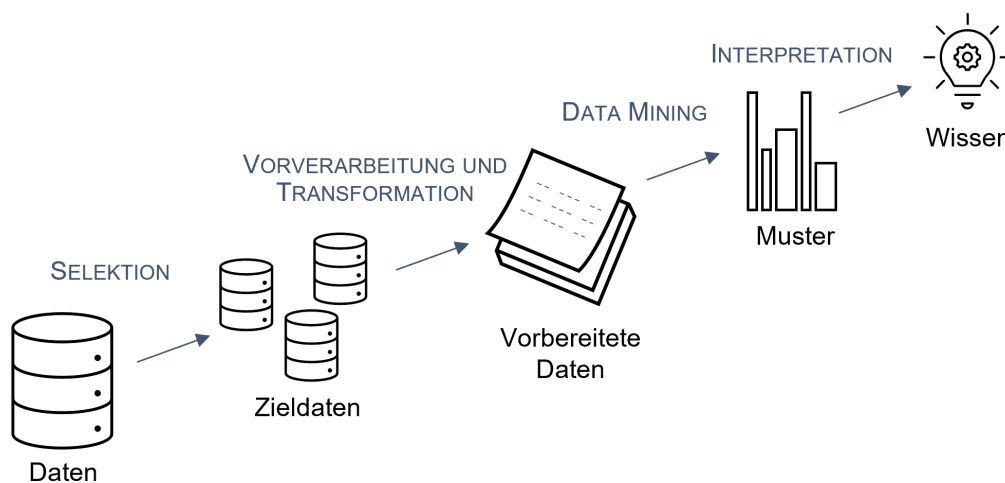 INTERPRETATION
Wissen
DATA MINING
VORVERARBEITUNG UND
TRANSFORMATION
Muster
SELEKTION
Vorbereitete
Daten
Zieldaten
Daten